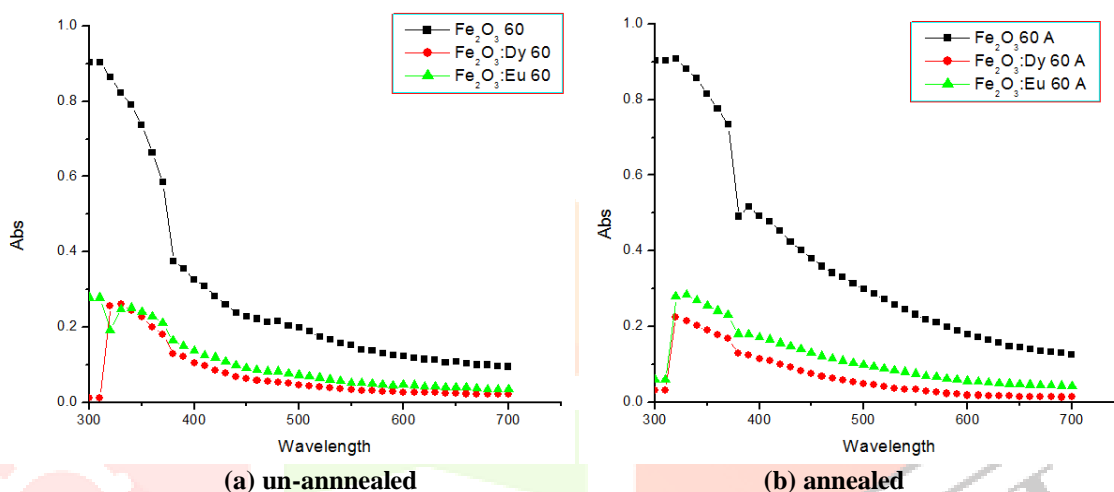 1.0
0.8
0.6
0.4
0.2
0.0
Abs
300 400 500 600 700
Wavelength
Fe₂O₃ 60
Fe₂O₃:Dy 60
Fe₂O₃:Eu 60
(a) un-annnealed
1.0
0.8
0.6
0.4
0.2
0.0
Abs
300 400 500 600 700
Wavelength
Fe₂O 60 A
Fe₂O₃:Dy 60 A
Fe₂O₃:Eu 60 A
(b) annealed